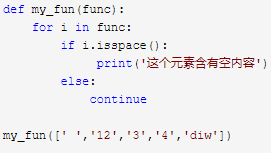 def my_fun(func):
    for i in func:
        if i.isspace():
            print('这个元素含有空内容')
        else:
            continue

my_fun([' ','12','3','4','diw'])